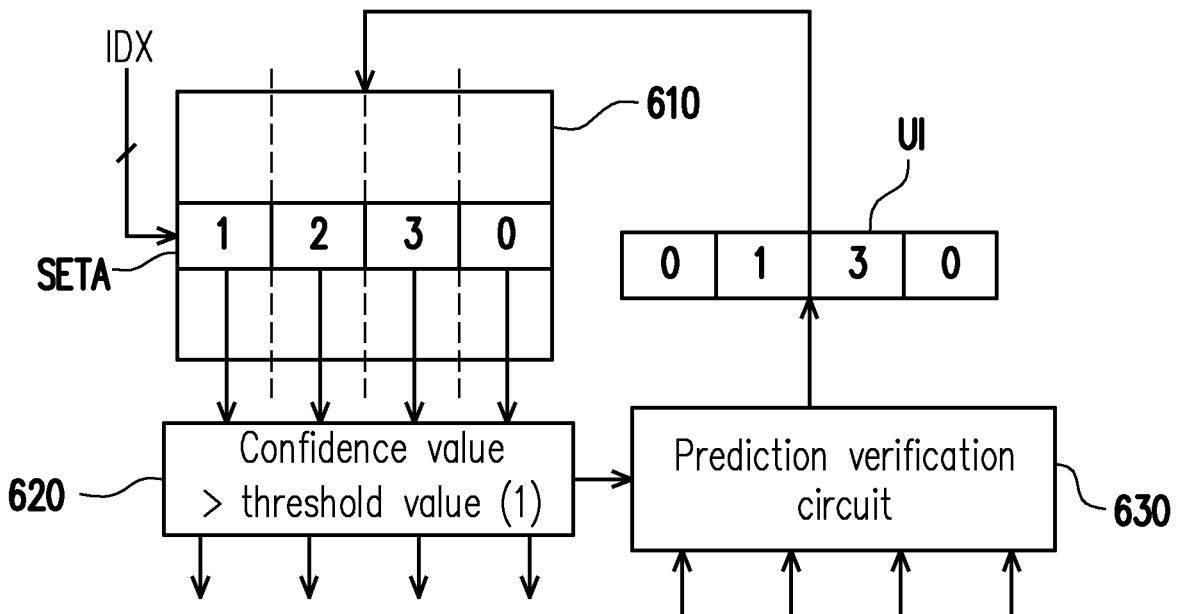 IDX
610
UI
1 2 3 0
0 1 3 0
SETA
Confidence value
> threshold value (1)
Prediction verification
circuit
620
630